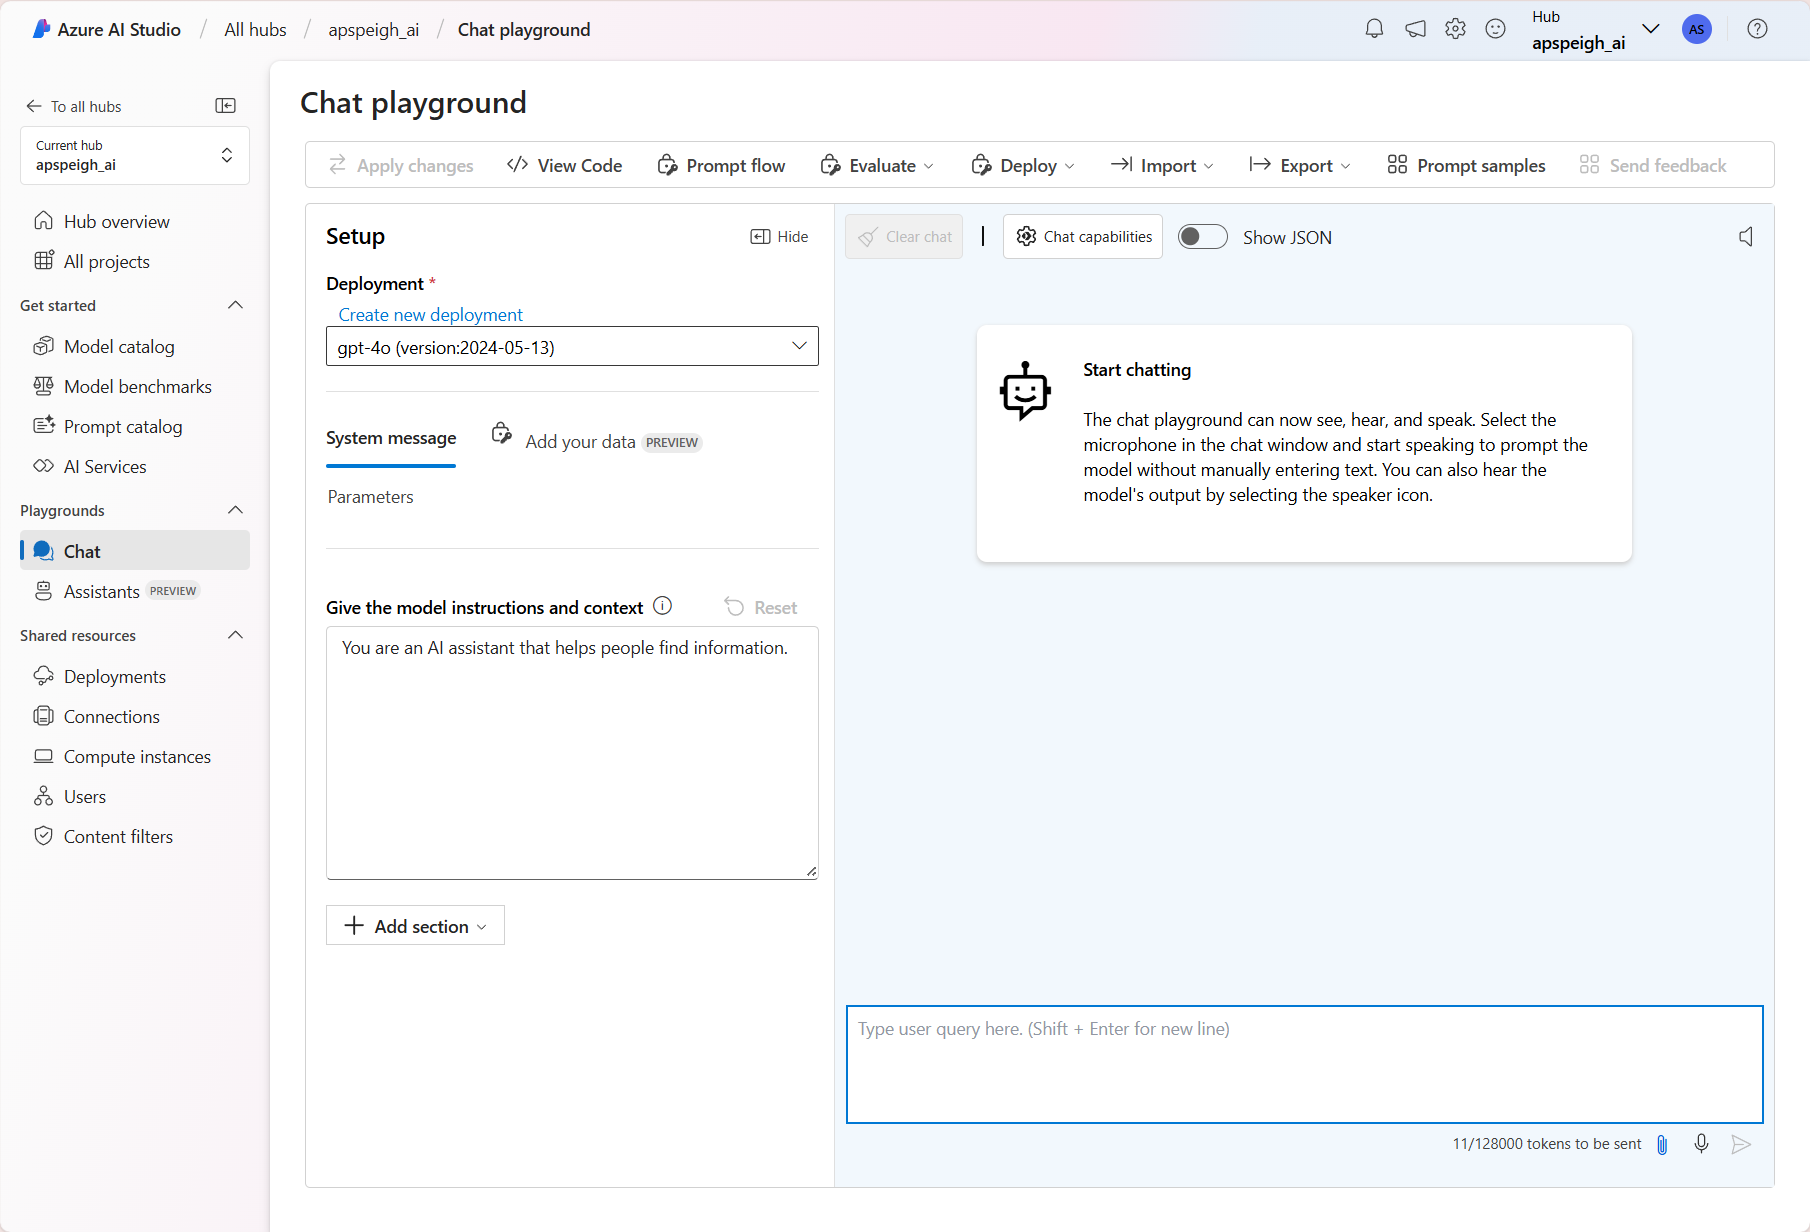 Azure AI Studio / All hubs / apspeigh_ai / Chat playground
Hub
apspeigh_ai
AS
To all hubs
Current hub
apspeigh_ai
Hub overview
All projects
Get started
Model catalog
Model benchmarks
Prompt catalog
AI Services
Playgrounds
Chat
Assistants PREVIEW
Shared resources
Deployments
Connections
Compute instances
Users
Content filters
Chat playground
Apply changes
View Code
Prompt flow
Evaluate
Deploy
Import
Export
Prompt samples
Send feedback
Setup
Hide
Deployment *
Create new deployment
gpt-4o (version:2024-05-13)
System message
Add your data PREVIEW
Parameters
Give the model instructions and context
Reset
You are an AI assistant that helps people find information.
Add section
Clear chat
Chat capabilities
Show JSON
Start chatting
The chat playground can now see, hear, and speak. Select the
microphone in the chat window and start speaking to prompt the
model without manually entering text. You can also hear the
model's output by selecting the speaker icon.
Type user query here. (Shift + Enter for new line)
11/128000 tokens to be sent